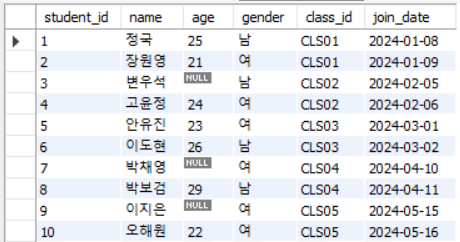 student_id name age gender class_id join_date
1 정국 25 남 CLS01 2024-01-08
2 장원영 21 여 CLS01 2024-01-09
3 변우석 NULL 남 CLS02 2024-02-05
4 고윤정 24 여 CLS02 2024-02-06
5 안유진 23 여 CLS03 2024-03-01
6 이도현 26 남 CLS03 2024-03-02
7 박채영 NULL 여 CLS04 2024-04-10
8 박보검 29 남 CLS04 2024-04-11
9 이지은 NULL 여 CLS05 2024-05-15
10 오해원 22 여 CLS05 2024-05-16